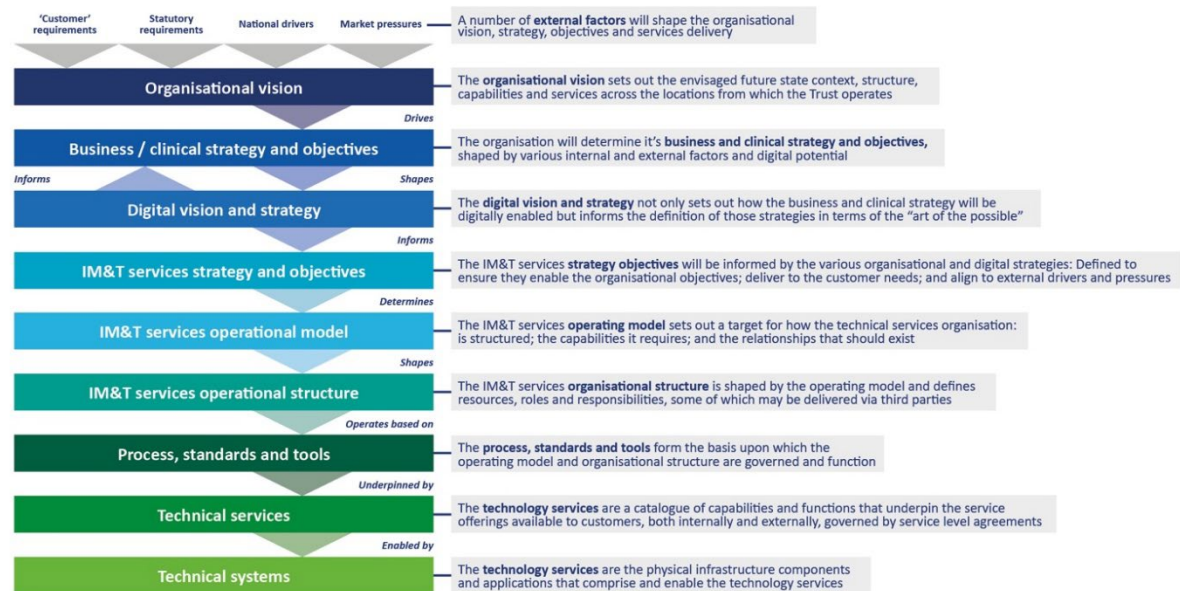 ‘Customer’
requirements
Statutory
requirements
National drivers
Market pressures
A number of external factors will shape the organisational
vision, strategy, objectives and services delivery
Organisational vision
The organisational vision sets out the envisaged future state context, structure,
capabilities and services across the locations from which the Trust operates
Drives
Business / clinical strategy and objectives
The organisation will determine it’s business and clinical strategy and objectives,
shaped by various internal and external factors and digital potential
Informs
Shapes
Digital vision and strategy
The digital vision and strategy not only sets out how the business and clinical strategy will be
digitally enabled but informs the definition of those strategies in terms of the “art of the possible”
Informs
IM&T services strategy and objectives
The IM&T services strategy objectives will be informed by the various organisational and digital strategies: Defined to
ensure they enable the organisational objectives; deliver to the customer needs; and align to external drivers and pressures
Determines
IM&T services operational model
The IM&T services operating model sets out a target for how the technical services organisation:
is structured; the capabilities it requires; and the relationships that should exist
Shapes
IM&T services operational structure
The IM&T services organisational structure is shaped by the operating model and defines
resources, roles and responsibilities, some of which may be delivered via third parties
Operates based on
Process, standards and tools
The process, standards and tools form the basis upon which the
operating model and organisational structure are governed and function
Underpinned by
Technical services
The technology services are a catalogue of capabilities and functions that underpin the service
offerings available to customers, both internally and externally, governed by service level agreements
Enabled by
Technical systems
The technology services are the physical infrastructure components
and applications that comprise and enable the technology services